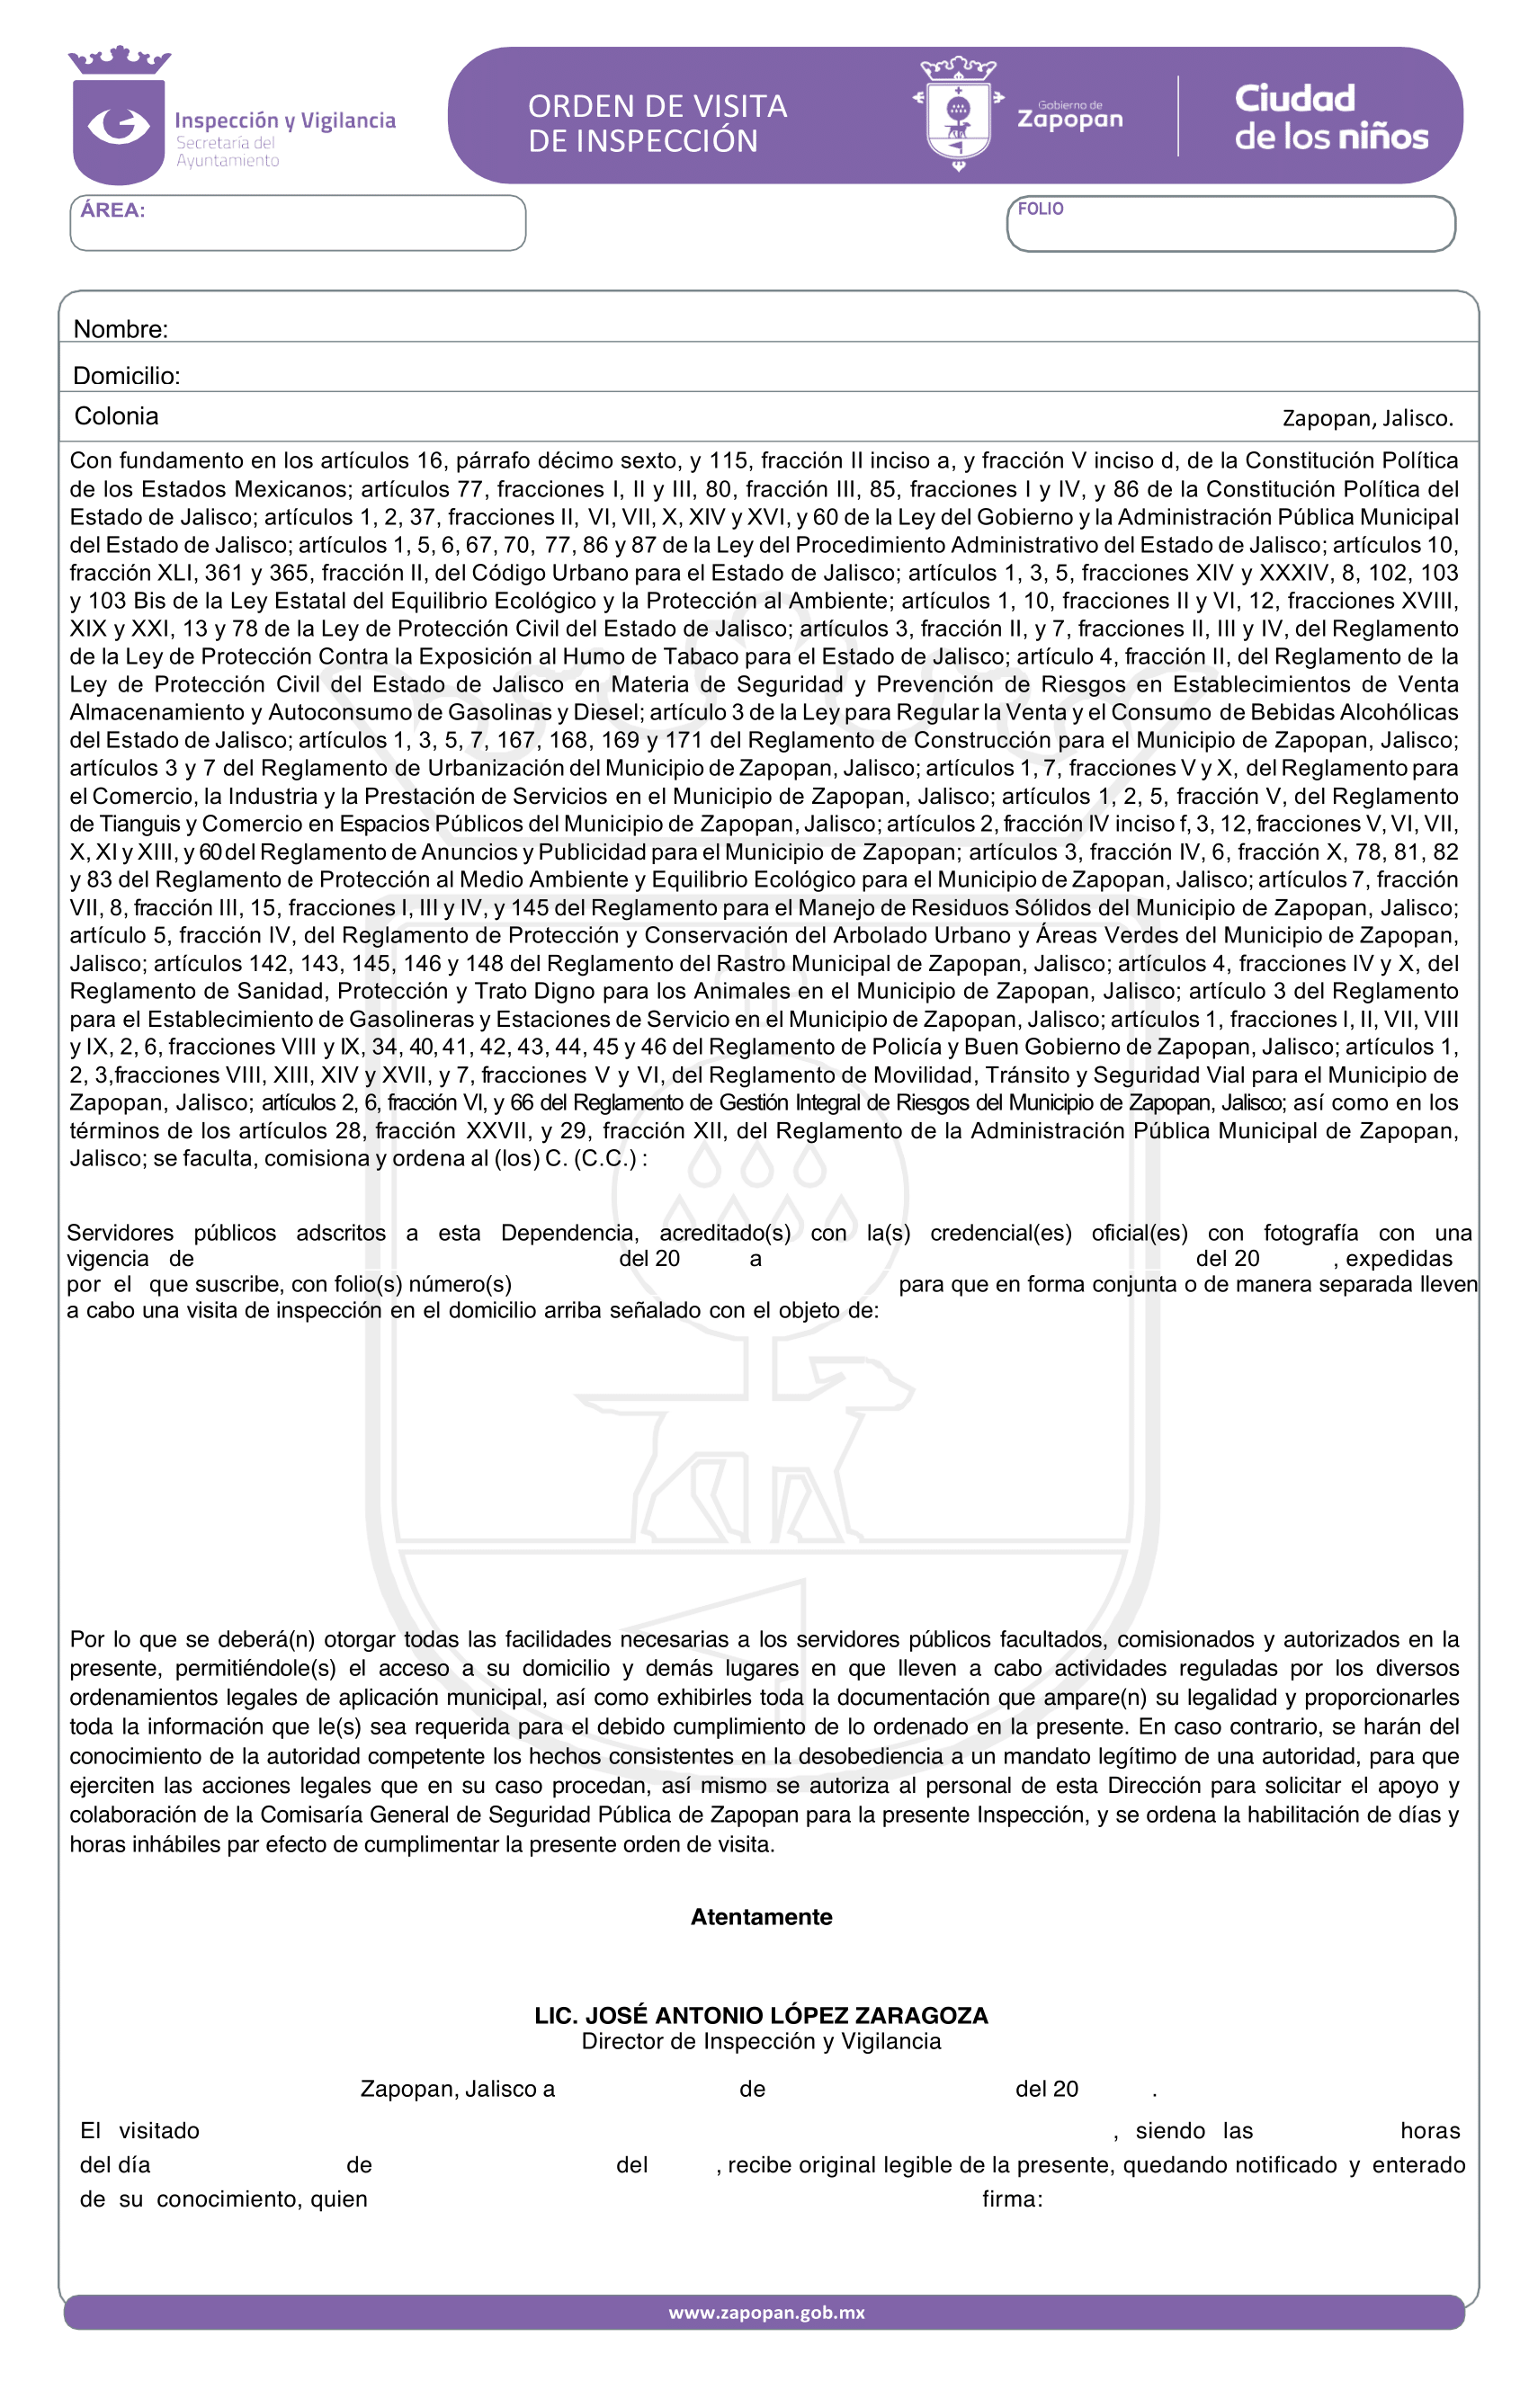 Inspección y Vigilancia
Secretaría del
Ayuntamiento
ORDEN DE VISITA
DE INSPECCIÓN
Gobierno de
Zapopan
Ciudad
de los niños
ÁREA:
FOLIO
Nombre:
Domicilio:
Colonia Zapopan, Jalisco.
Con fundamento en los artículos 16, párrafo décimo sexto, y 115, fracción II inciso a, y fracción V inciso d, de la Constitución Política
de los Estados Mexicanos; artículos 77, fracciones I, II y III, 80, fracción III, 85, fracciones I y IV, y 86 de la Constitución Política del
Estado de Jalisco; artículos 1, 2, 37, fracciones II, VI, VII, X, XIV y XVI, y 60 de la Ley del Gobierno y la Administración Pública Municipal
del Estado de Jalisco; artículos 1, 5, 6, 67, 70, 77, 86 y 87 de la Ley del Procedimiento Administrativo del Estado de Jalisco; artículos 10,
fracción XLI, 361 y 365, fracción II, del Código Urbano para el Estado de Jalisco; artículos 1, 3, 5, fracciones XIV y XXXIV, 8, 102, 103
y 103 Bis de la Ley Estatal del Equilibrio Ecológico y la Protección al Ambiente; artículos 1, 10, fracciones II y VI, 12, fracciones XVIII,
XIX y XXI, 13 y 78 de la Ley de Protección Civil del Estado de Jalisco; artículos 3, fracción II, y 7, fracciones II, III y IV, del Reglamento
de la Ley de Protección Contra la Exposición al Humo de Tabaco para el Estado de Jalisco; artículo 4, fracción II, del Reglamento de la
Ley de Protección Civil del Estado de Jalisco en Materia de Seguridad y Prevención de Riesgos en Establecimientos de Venta
Almacenamiento y Autoconsumo de Gasolinas y Diesel; artículo 3 de la Ley para Regular la Venta y el Consumo de Bebidas Alcohólicas
del Estado de Jalisco; artículos 1, 3, 5, 7, 167, 168, 169 y 171 del Reglamento de Construcción para el Municipio de Zapopan, Jalisco;
artículos 3 y 7 del Reglamento de Urbanización del Municipio de Zapopan, Jalisco; artículos 1, 7, fracciones V y X, del Reglamento para
el Comercio, la Industria y la Prestación de Servicios en el Municipio de Zapopan, Jalisco; artículos 1, 2, 5, fracción V, del Reglamento
de Tianguis y Comercio en Espacios Públicos del Municipio de Zapopan, Jalisco; artículos 2, fracción IV inciso f, 3, 12, fracciones V, VI, VII,
X, XI y XIII, y 60 del Reglamento de Anuncios y Publicidad para el Municipio de Zapopan; artículos 3, fracción IV, 6, fracción X, 78, 81, 82
y 83 del Reglamento de Protección al Medio Ambiente y Equilibrio Ecológico para el Municipio de Zapopan, Jalisco; artículos 7, fracción
VII, 8, fracción III, 15, fracciones I, III y IV, y 145 del Reglamento para el Manejo de Residuos Sólidos del Municipio de Zapopan, Jalisco;
artículo 5, fracción IV, del Reglamento de Protección y Conservación del Arbolado Urbano y Áreas Verdes del Municipio de Zapopan,
Jalisco; artículos 142, 143, 145, 146 y 148 del Reglamento del Rastro Municipal de Zapopan, Jalisco; artículos 4, fracciones IV y X, del
Reglamento de Sanidad, Protección y Trato Digno para los Animales en el Municipio de Zapopan, Jalisco; artículo 3 del Reglamento
para el Establecimiento de Gasolineras y Estaciones de Servicio en el Municipio de Zapopan, Jalisco; artículos 1, fracciones I, II, VII, VIII
y IX, 2, 6, fracciones VIII y IX, 34, 40, 41, 42, 43, 44, 45 y 46 del Reglamento de Policía y Buen Gobierno de Zapopan, Jalisco; artículos 1,
2, 3,fracciones VIII, XIII, XIV y XVII, y 7, fracciones V y VI, del Reglamento de Movilidad, Tránsito y Seguridad Vial para el Municipio de
Zapopan, Jalisco; artículos 2, 6, fracción VI, y 66 del Reglamento de Gestión Integral de Riesgos del Municipio de Zapopan, Jalisco; así como en los
términos de los artículos 28, fracción XXVII, y 29, fracción XII, del Reglamento de la Administración Pública Municipal de Zapopan,
Jalisco; se faculta, comisiona y ordena al (los) C. (C.C.) :
Servidores públicos adscritos a esta Dependencia, acreditado(s) con la(s) credencial(es) oficial(es) con fotografía con una
vigencia de del 20 a del 20 , expedidas
por el que suscribe, con folio(s) número(s) para que en forma conjunta o de manera separada lleven
a cabo una visita de inspección en el domicilio arriba señalado con el objeto de:
Por lo que se deberá(n) otorgar todas las facilidades necesarias a los servidores públicos facultados, comisionados y autorizados en la
presente, permitiéndole(s) el acceso a su domicilio y demás lugares en que lleven a cabo actividades reguladas por los diversos
ordenamientos legales de aplicación municipal, así como exhibirles toda la documentación que ampare(n) su legalidad y proporcionarles
toda la información que le(s) sea requerida para el debido cumplimiento de lo ordenado en la presente. En caso contrario, se harán del
conocimiento de la autoridad competente los hechos consistentes en la desobediencia a un mandato legítimo de una autoridad, para que
ejerciten las acciones legales que en su caso procedan, así mismo se autoriza al personal de esta Dirección para solicitar el apoyo y
colaboración de la Comisaría General de Seguridad Pública de Zapopan para la presente Inspección, y se ordena la habilitación de días y
horas inhábiles par efecto de cumplimentar la presente orden de visita.
Atentamente
LIC. JOSÉ ANTONIO LÓPEZ ZARAGOZA
Director de Inspección y Vigilancia
Zapopan, Jalisco a de del 20 .
El visitado , siendo las horas
del día de del , recibe original legible de la presente, quedando notificado y enterado
de su conocimiento, quien firma:
www.zapopan.gob.mx